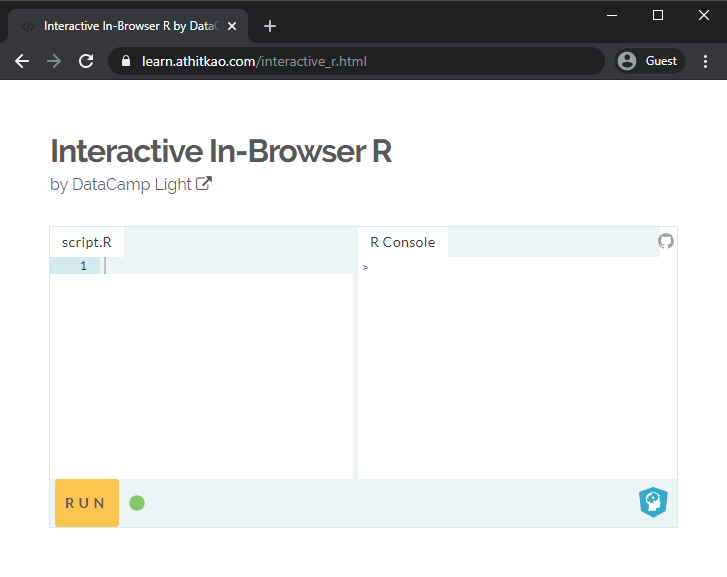 Interactive In-Browser R by DataC
learn.athitkao.com/interactive_r.html
Guest
Interactive In-Browser R
by DataCamp Light
script.R
R Console
1
>
RUN